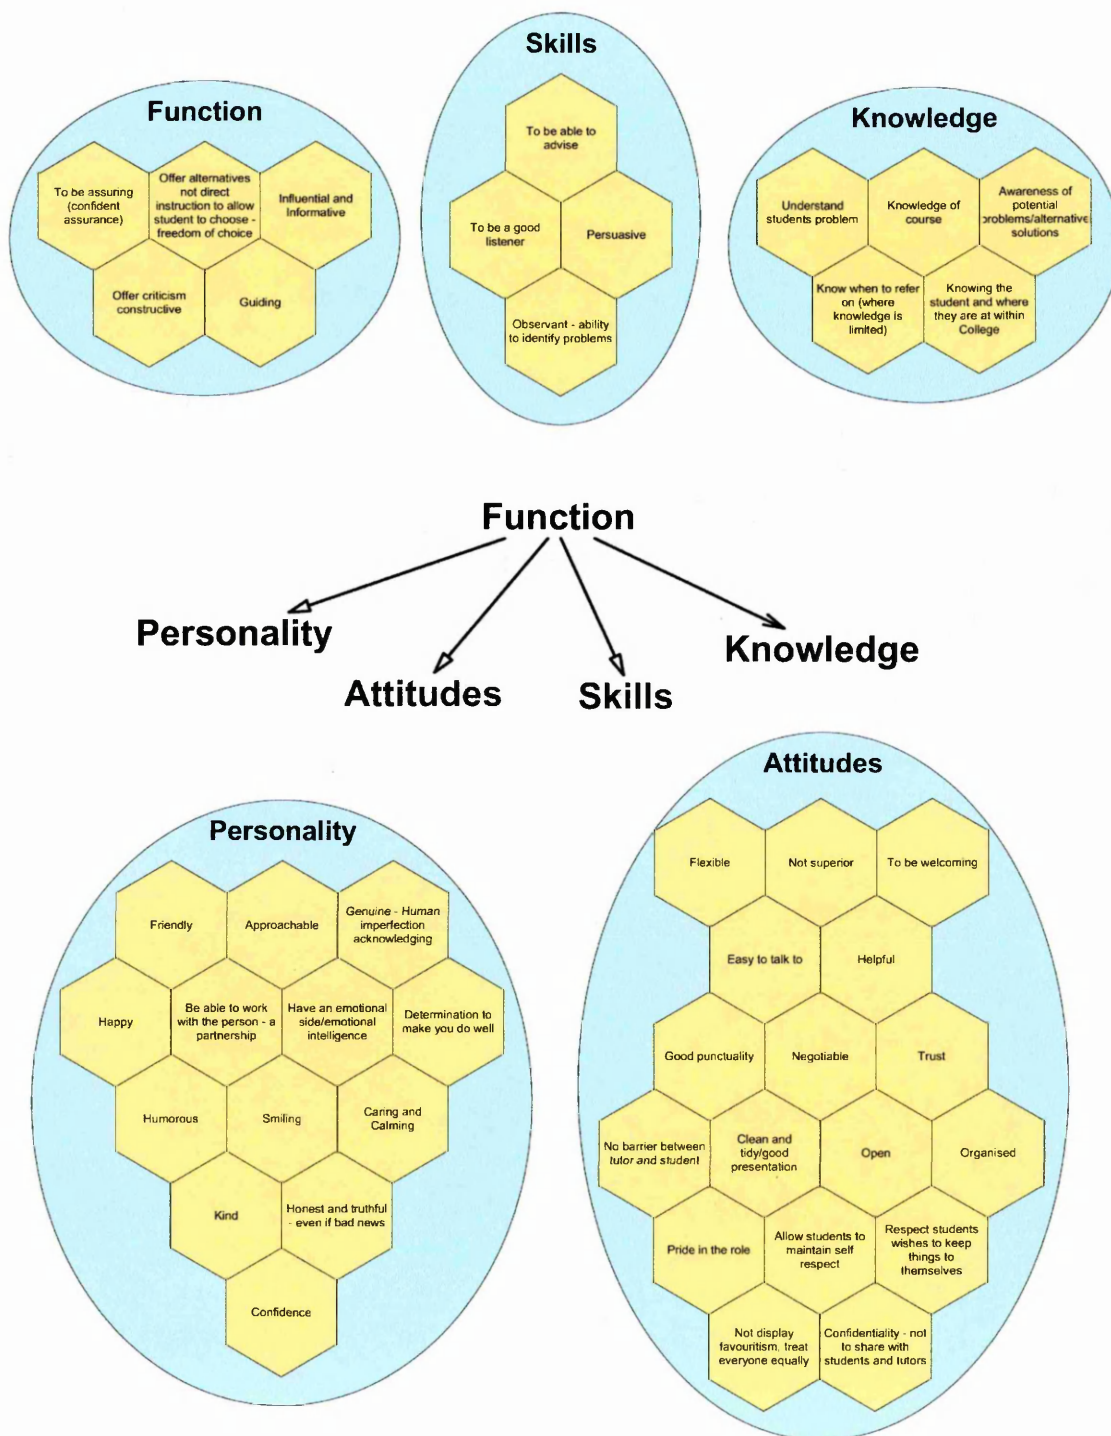 Skills
To be able to
advise
To be a good
listener
Persuasive
Observant - ability
to identify problems
Function
To be assuring
(confident
assurance)
Offer alternatives
not direct
instruction to allow
student to choose -
freedom of choice
Influential and
Informative
Offer criticism
constructive
Guiding
Knowledge
Understand
students problem
Knowledge of
course
Awareness of
potential
problems/alternative
solutions
Know when to refer
on (where
knowledge is
limited)
Knowing the
student and where
they are at within
College
Function
Personality
Attitudes
Skills
Knowledge
Personality
Friendly
Approachable
Genuine - Human
imperfection
acknowledging
Happy
Be able to work
with the person - a
partnership
Have an emotional
side/emotional
intelligence
Determination to
make you do well
Humorous
Smiling
Caring and
Calming
Kind
Honest and truthful
- even if bad news
Confidence
Attitudes
Flexible
Not superior
To be welcoming
Easy to talk to
Helpful
Good punctuality
Negotiable
Trust
No barrier between
tutor and student
Clean and
tidy/good
presentation
Open
Organised
Pride in the role
Allow students to
maintain self
respect
Respect students
wishes to keep
things to
themselves
Not display
favouritism, treat
everyone equally
Confidentiality - not
to share with
students and tutors